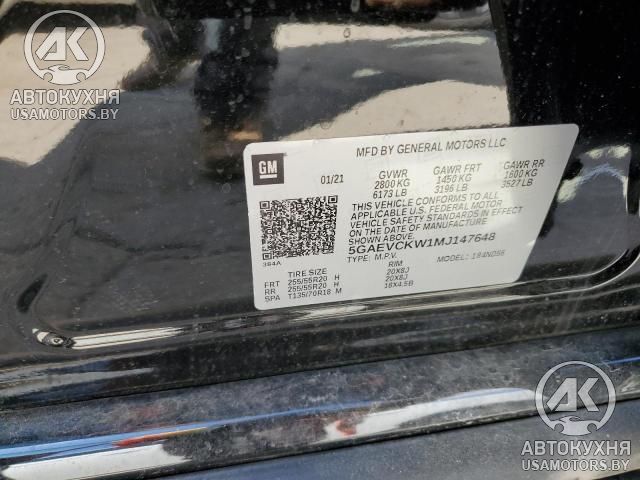 AK
АВТОКУХНЯ
USAMOTORS.BY
MFD BY GENERAL MOTORS LLC
GM
01/21
GVWR GAWR FRT GAWR RR
2800 KG 1450 KG 1600 KG
6173 LB 3196 LB 3527 LB
THIS VEHICLE CONFORMS TO ALL
APPLICABLE U.S. FEDERAL MOTOR
VEHICLE SAFETY STANDARDS IN EFFECT ON
THE DATE OF MANUFACTURE SHOWN ABOVE.
5GAEVCKW1MJ147648
TYPE: M.P.V. MODEL: 1R4ND56
384A
TIRE SIZE RIM
FRT 255/55R20 H 20X8J
RR 255/55R20 H 20X8J
SPA T135/70R18 M 18X4.5B
AK
АВТОКУХНЯ
USAMOTORS.BY